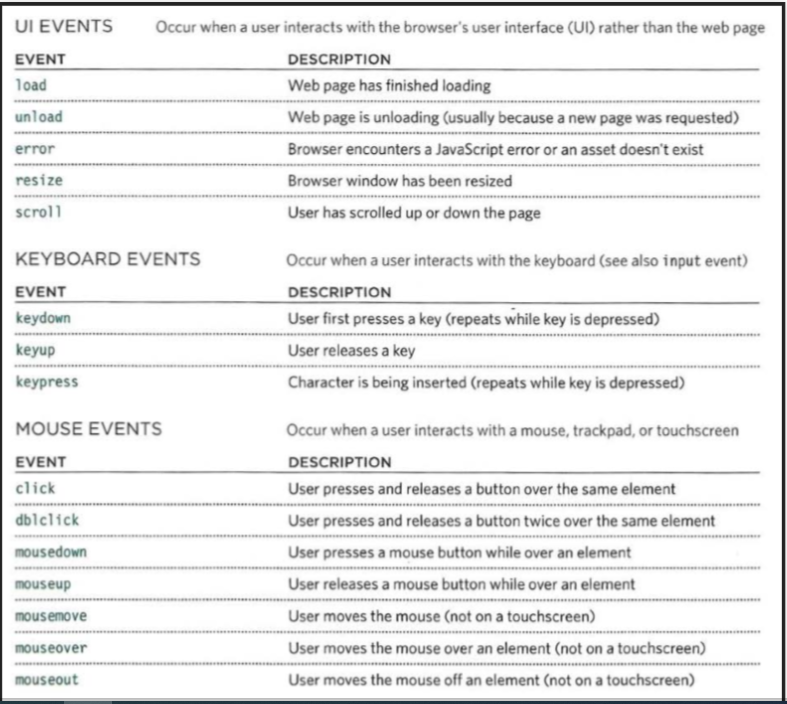 UI EVENTS Occur when a user interacts with the browser's user interface (UI) rather than the web page
EVENT DESCRIPTION
load Web page has finished loading
unload Web page is unloading (usually because a new page was requested)
error Browser encounters a JavaScript error or an asset doesn't exist
resize Browser window has been resized
scroll User has scrolled up or down the page
KEYBOARD EVENTS Occur when a user interacts with the keyboard (see also input event)
EVENT DESCRIPTION
keydown User first presses a key (repeats while key is depressed)
keyup User releases a key
keypress Character is being inserted (repeats while key is depressed)
MOUSE EVENTS Occur when a user interacts with a mouse, trackpad, or touchscreen
EVENT DESCRIPTION
click User presses and releases a button over the same element
dblclick User presses and releases a button twice over the same element
mousedown User presses a mouse button while over an element
mouseup User releases a mouse button while over an element
mousemove User moves the mouse (not on a touchscreen)
mouseover User moves the mouse over an element (not on a touchscreen)
mouseout User moves the mouse off an element (not on a touchscreen)